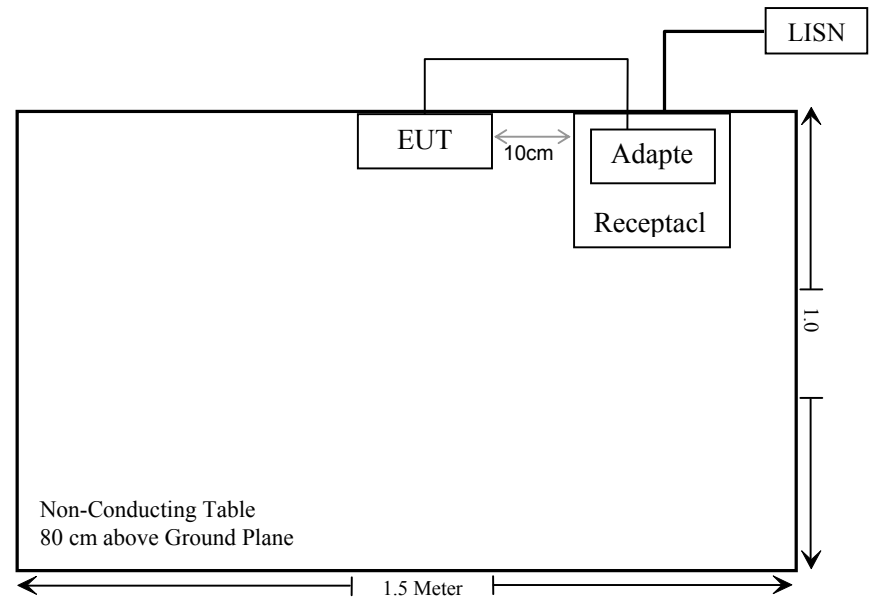 LISN
EUT
10cm
Adapte
Receptacl
1.0
Non-Conducting Table
80 cm above Ground Plane
1.5 Meter